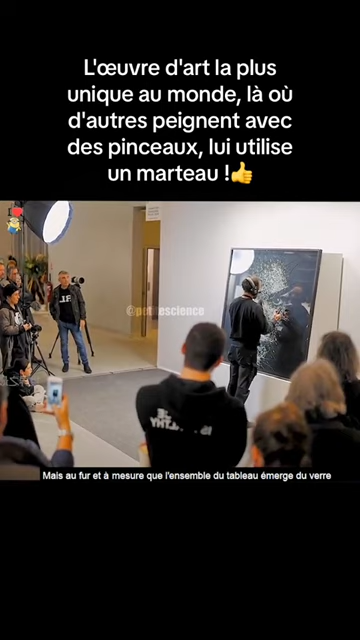 L'œuvre d'art la plus
unique au monde, là où
d'autres peignent avec
des pinceaux, lui utilise
un marteau !👍
@petitescience
Mais au fur et à mesure que l'ensemble du tableau émerge du verre